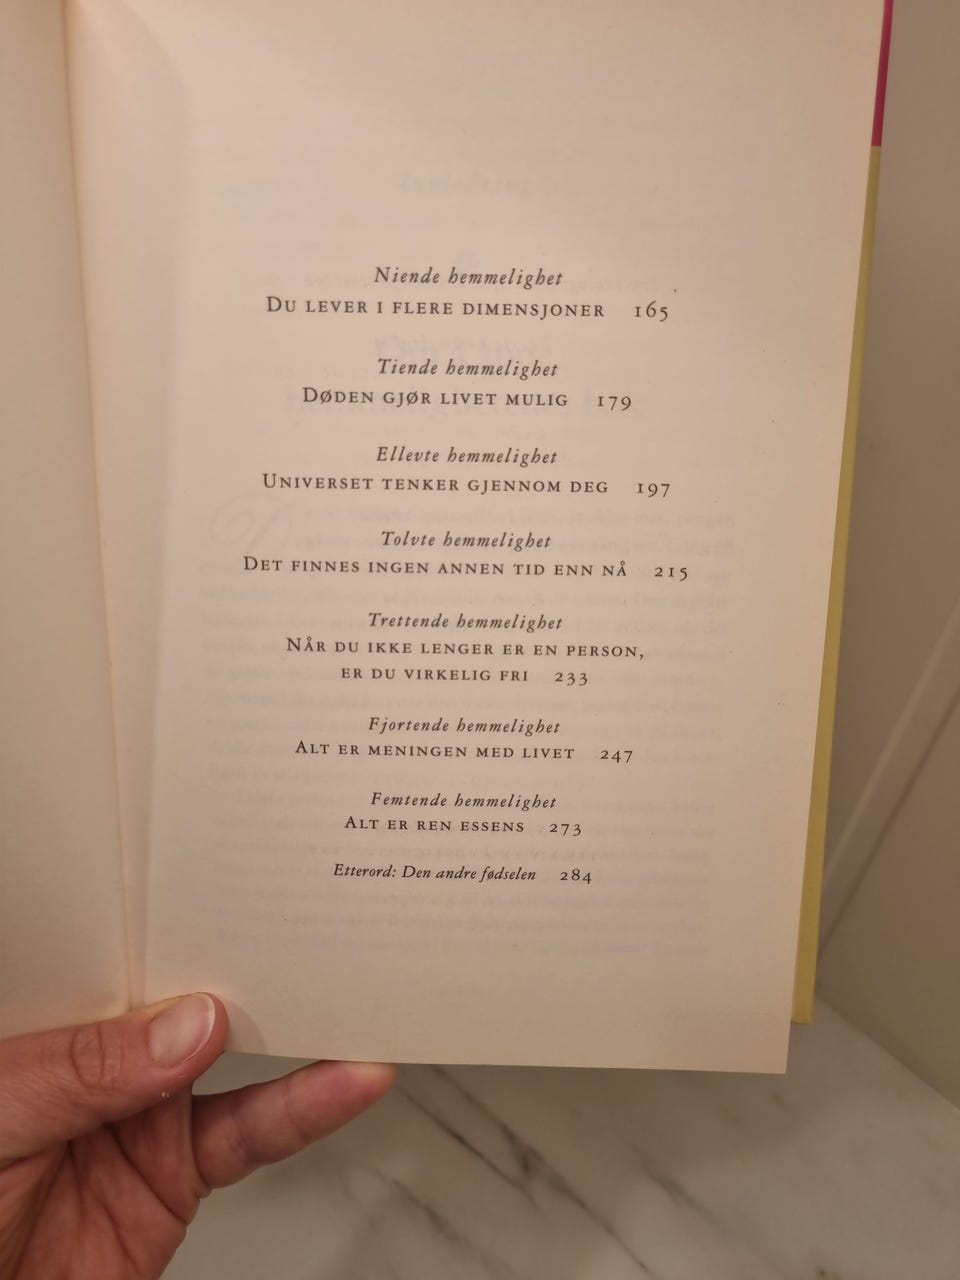 Niende hemmelighet
Du lever i flere dimensjoner 165
Tiende hemmelighet
Døden gjør livet mulig 179
Ellevte hemmelighet
Universet tenker gjennom deg 197
Tolvte hemmelighet
Det finnes ingen annen tid enn nå 215
Trettende hemmelighet
Når du ikke lenger er en person,
er du virkelig fri 233
Fjortende hemmelighet
Alt er meningen med livet 247
Femtende hemmelighet
Alt er ren essens 273
Etterord: Den andre fødselen 284